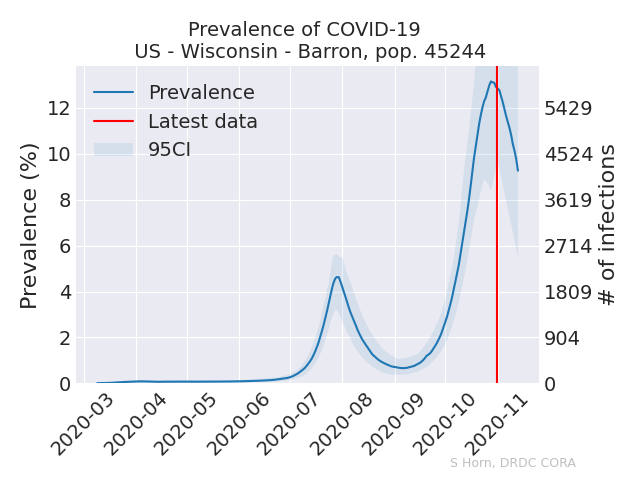 Prevalence of COVID-19
US - Wisconsin - Barron, pop. 45244
Prevalence
Latest data
95CI
Prevalence (%)
12
10
8
6
4
2
0
5429
4524
3619
2714
1809
904
0
# of infections
2020-03
2020-04
2020-05
2020-06
2020-07
2020-08
2020-09
2020-10
2020-11
S Horn, DRDC CORA